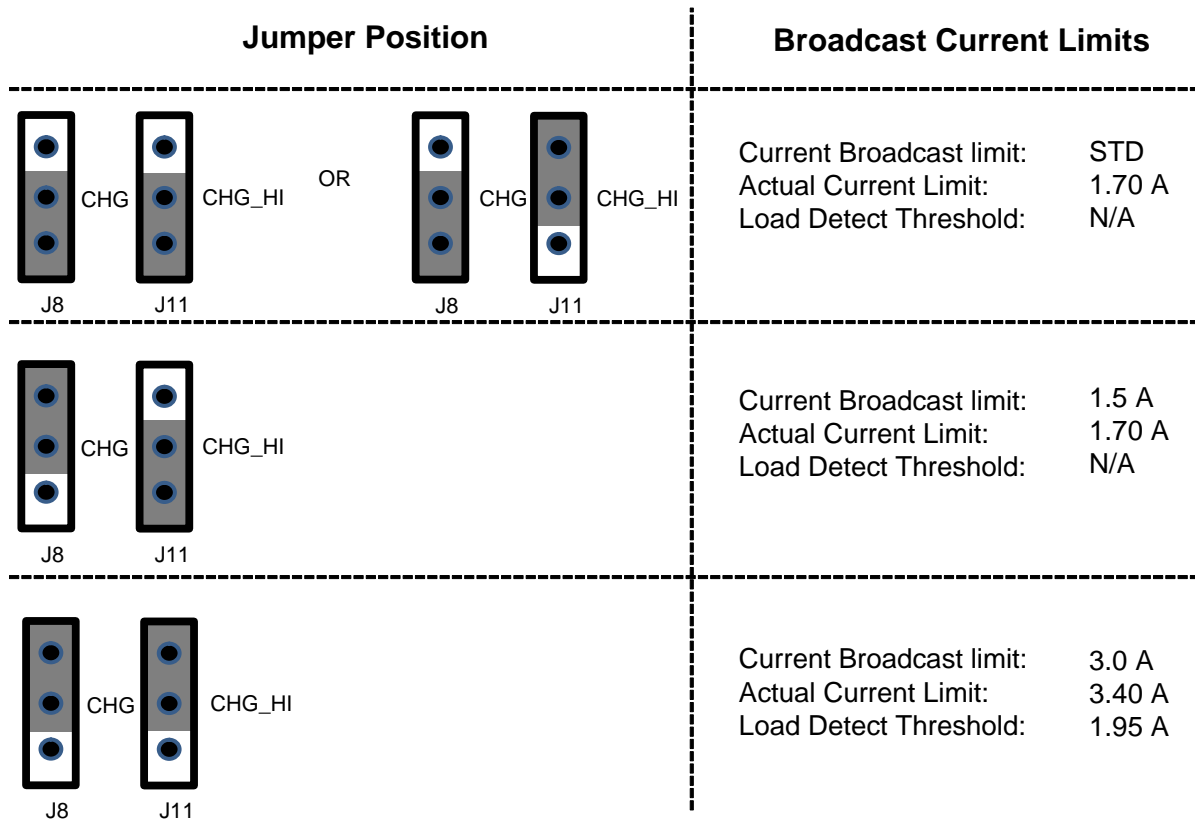 Jumper Position
Broadcast Current Limits
CHG
CHG_HI
OR
CHG
CHG_HI
J8
J11
J8
J11
Current Broadcast limit: STD
Actual Current Limit: 1.70 A
Load Detect Threshold: N/A
CHG
CHG_HI
J8
J11
Current Broadcast limit: 1.5 A
Actual Current Limit: 1.70 A
Load Detect Threshold: N/A
CHG
CHG_HI
J8
J11
Current Broadcast limit: 3.0 A
Actual Current Limit: 3.40 A
Load Detect Threshold: 1.95 A